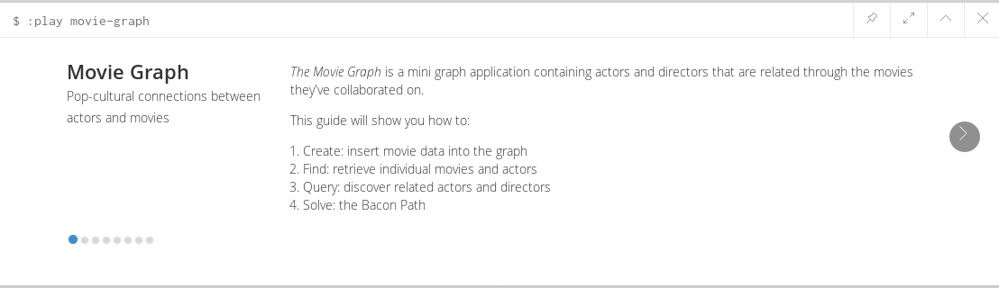 $ :play movie-graph
Movie Graph
Pop-cultural connections between
actors and movies
The Movie Graph is a mini graph application containing actors and directors that are related through the movies
they've collaborated on.
This guide will show you how to:
1. Create: insert movie data into the graph
2. Find: retrieve individual movies and actors
3. Query: discover related actors and directors
4. Solve: the Bacon Path